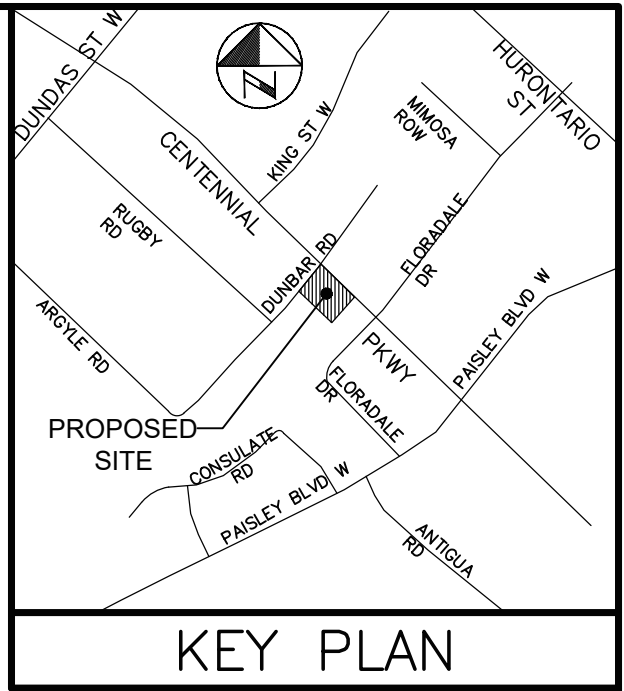 DUNDAS ST W
HURONTARIO
ST
N
MIMOSA
ROW
KING ST W
CENTENNIAL
RUGBY
RD
DUNBAR RD
FLORADALE
DR
ARGYLE RD
PKWY
PAISLEY BLVD W
FLORADALE
DR
PROPOSED
SITE
CONSULATE
RD
PAISLEY BLVD W
ANTIGUA
RD
KEY PLAN